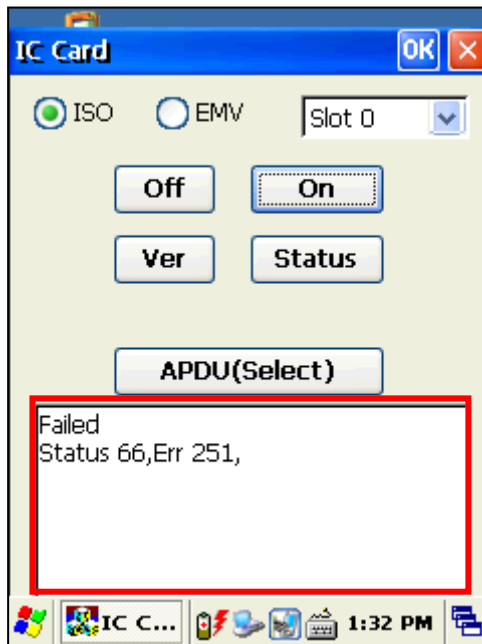 IC Card OK
ISO EMV Slot 0
Off On
Ver Status
APDU(Select)
Failed
Status 66,Err 251,
IC C... 1:32 PM